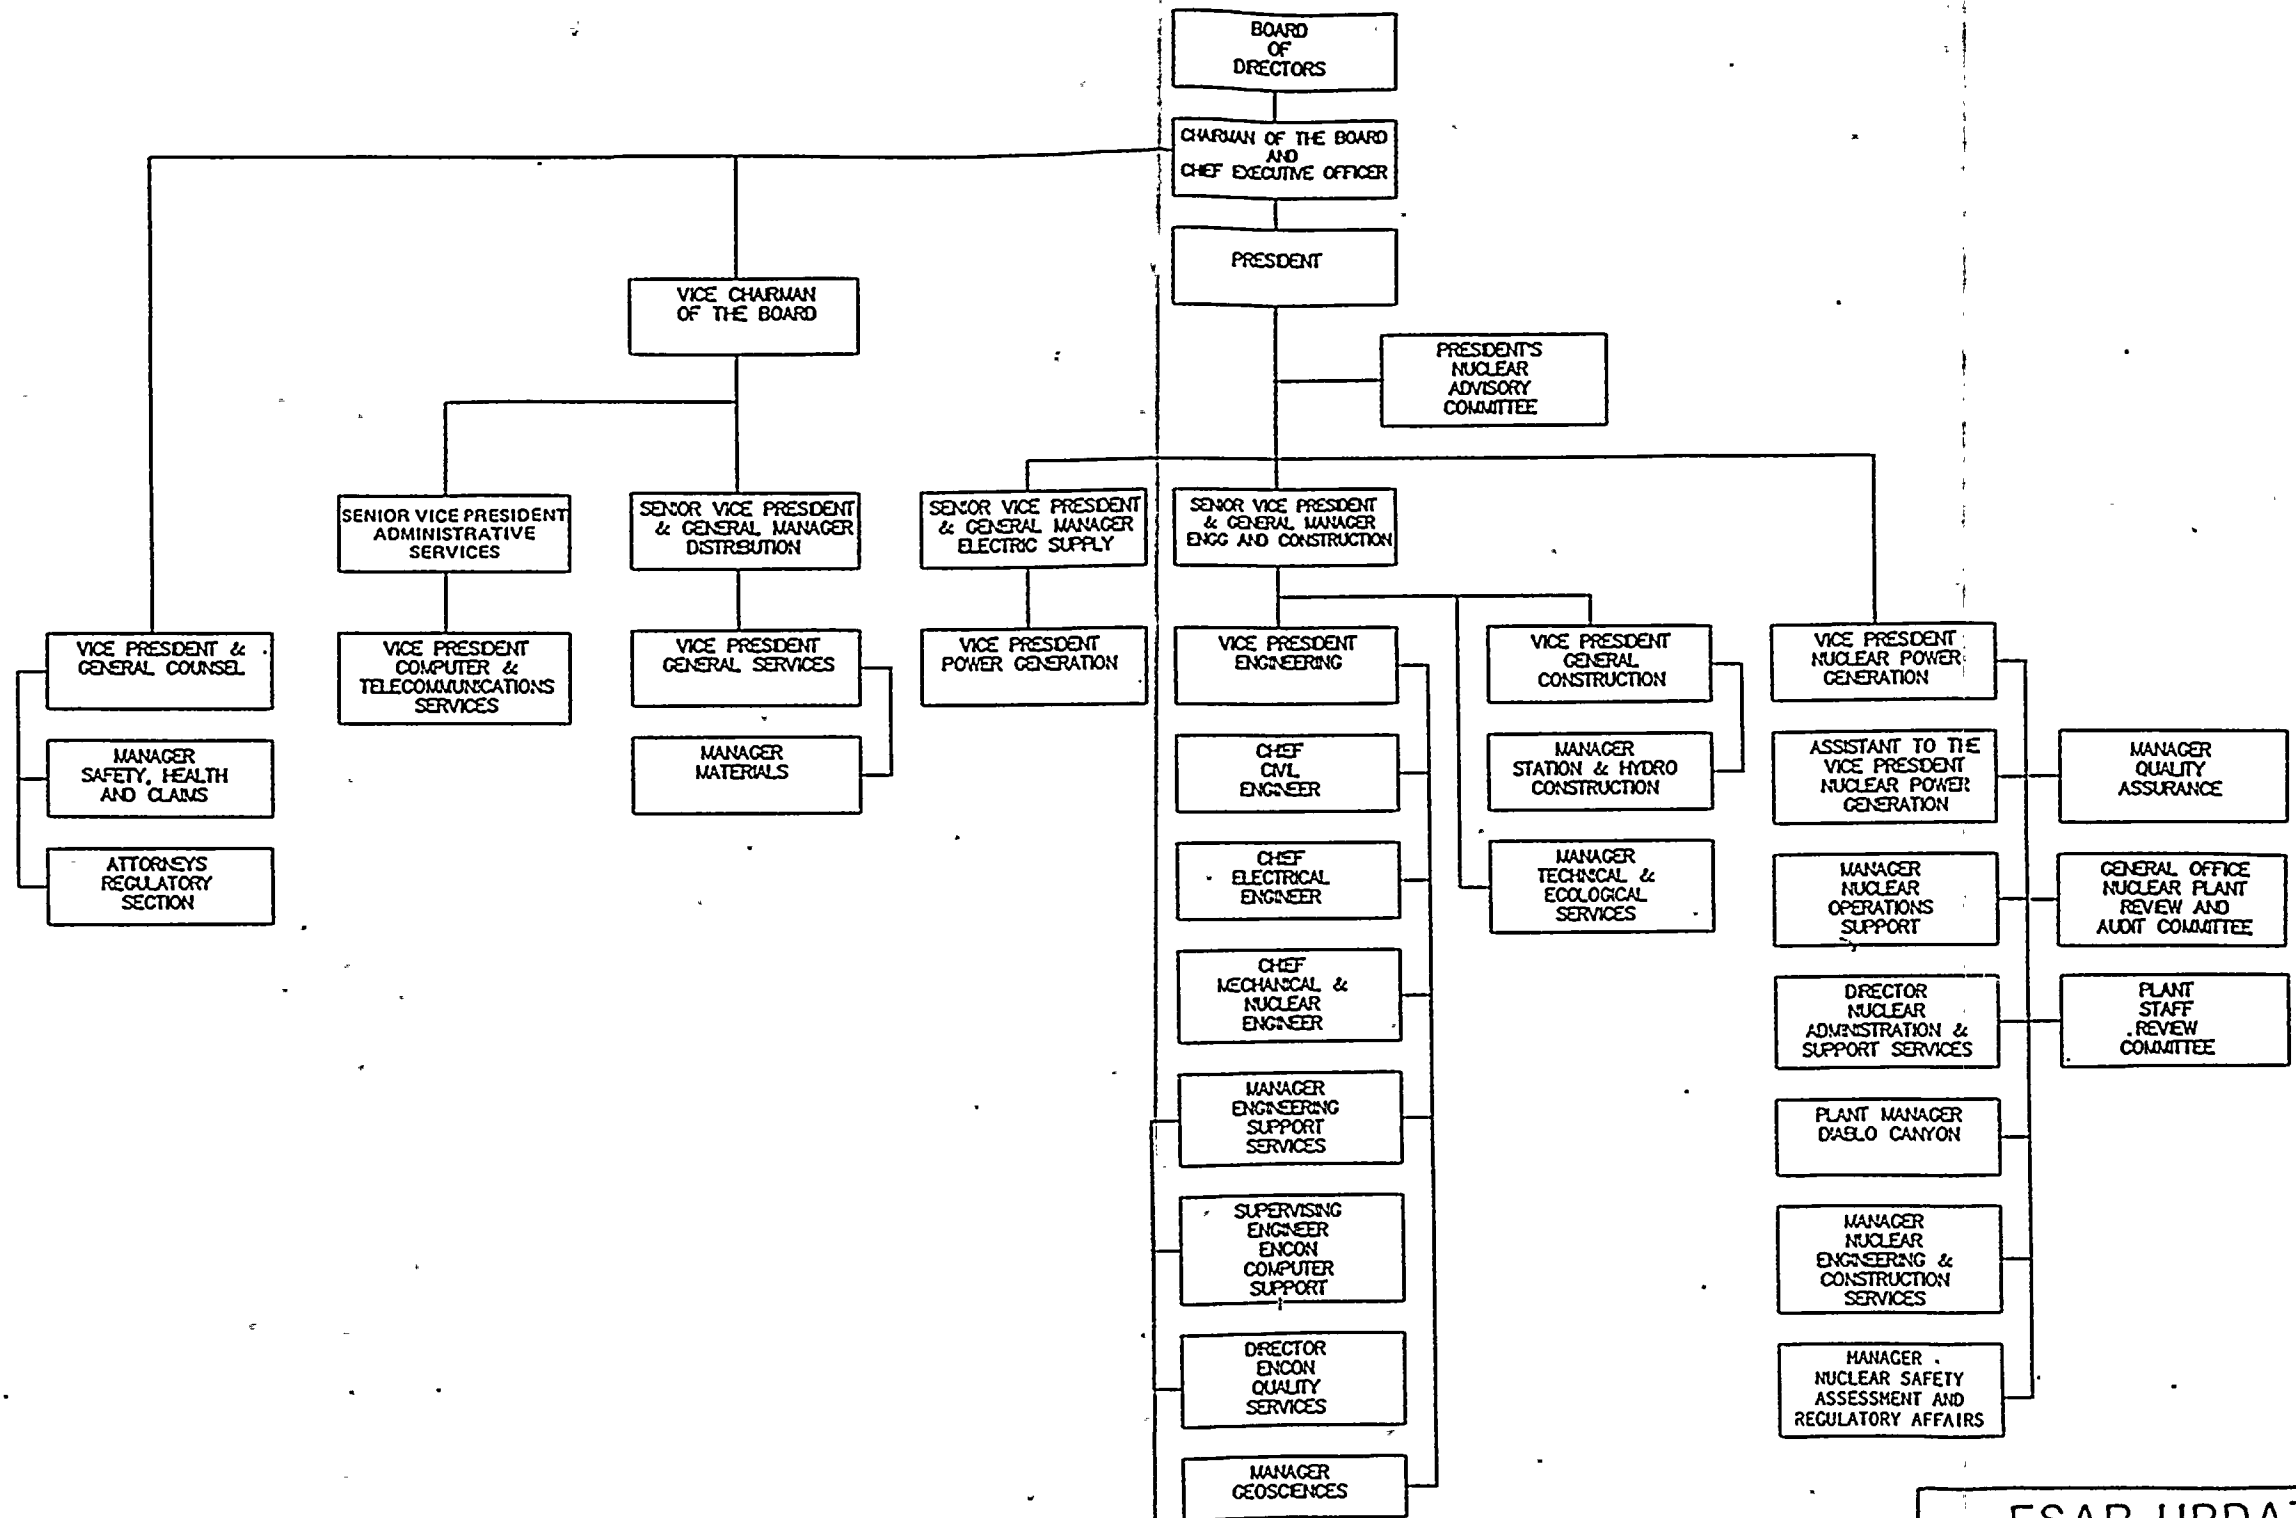 BOARD
OF
DIRECTORS
CHAIRMAN OF THE BOARD
AND
CHIEF EXECUTIVE OFFICER
PRESIDENT
VICE CHAIRMAN
OF THE BOARD
PRESIDENT'S
NUCLEAR
ADVISORY
COMMITTEE
SENIOR VICE PRESIDENT
ADMINISTRATIVE
SERVICES
SENIOR VICE PRESIDENT
& GENERAL MANAGER
DISTRIBUTION
SENIOR VICE PRESIDENT
& GENERAL MANAGER
ELECTRIC SUPPLY
SENIOR VICE PRESIDENT
& GENERAL MANAGER
ENGG AND CONSTRUCTION
VICE PRESIDENT &
GENERAL COUNSEL
VICE PRESIDENT
COMPUTER &
TELECOMMUNICATIONS
SERVICES
VICE PRESIDENT
GENERAL SERVICES
VICE PRESIDENT
POWER GENERATION
VICE PRESIDENT
ENGINEERING
VICE PRESIDENT
GENERAL
CONSTRUCTION
VICE PRESIDENT
NUCLEAR POWER
GENERATION
MANAGER
SAFETY, HEALTH
AND CLAIMS
MANAGER
MATERIALS
CHIEF
CIVIL
ENGINEER
MANAGER
STATION & HYDRO
CONSTRUCTION
ASSISTANT TO THE
VICE PRESIDENT
NUCLEAR POWER
GENERATION
MANAGER
QUALITY
ASSURANCE
ATTORNEYS
REGULATORY
SECTION
CHIEF
ELECTRICAL
ENGINEER
MANAGER
TECHNICAL &
ECOLOGICAL
SERVICES
MANAGER
NUCLEAR
OPERATIONS
SUPPORT
GENERAL OFFICE
NUCLEAR PLANT
REVIEW AND
AUDIT COMMITTEE
CHIEF
MECHANICAL &
NUCLEAR
ENGINEER
DIRECTOR
NUCLEAR
ADMINISTRATION &
SUPPORT SERVICES
PLANT
STAFF
REVIEW
COMMITTEE
MANAGER
ENGINEERING
SUPPORT
SERVICES
PLANT MANAGER
DIABLO CANYON
SUPERVISING
ENGINEER
ENCON
COMPUTER
SUPPORT
MANAGER
NUCLEAR
ENGINEERING &
CONSTRUCTION
SERVICES
DIRECTOR
ENCON
QUALITY
SERVICES
MANAGER
NUCLEAR SAFETY
ASSESSMENT AND
REGULATORY AFFAIRS
MANAGER
GEOSCIENCES